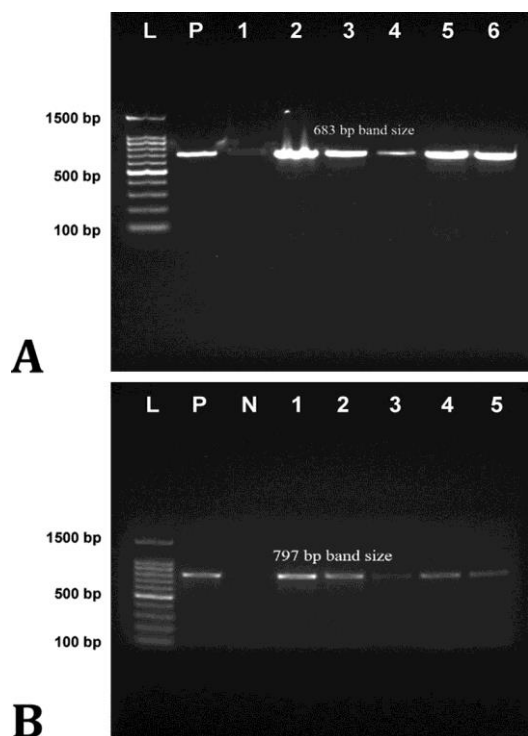 L P 1 2 3 4 5 6
1500 bp
683 bp band size
500 bp
100 bp
A
L P N 1 2 3 4 5
1500 bp
797 bp band size
500 bp
100 bp
B